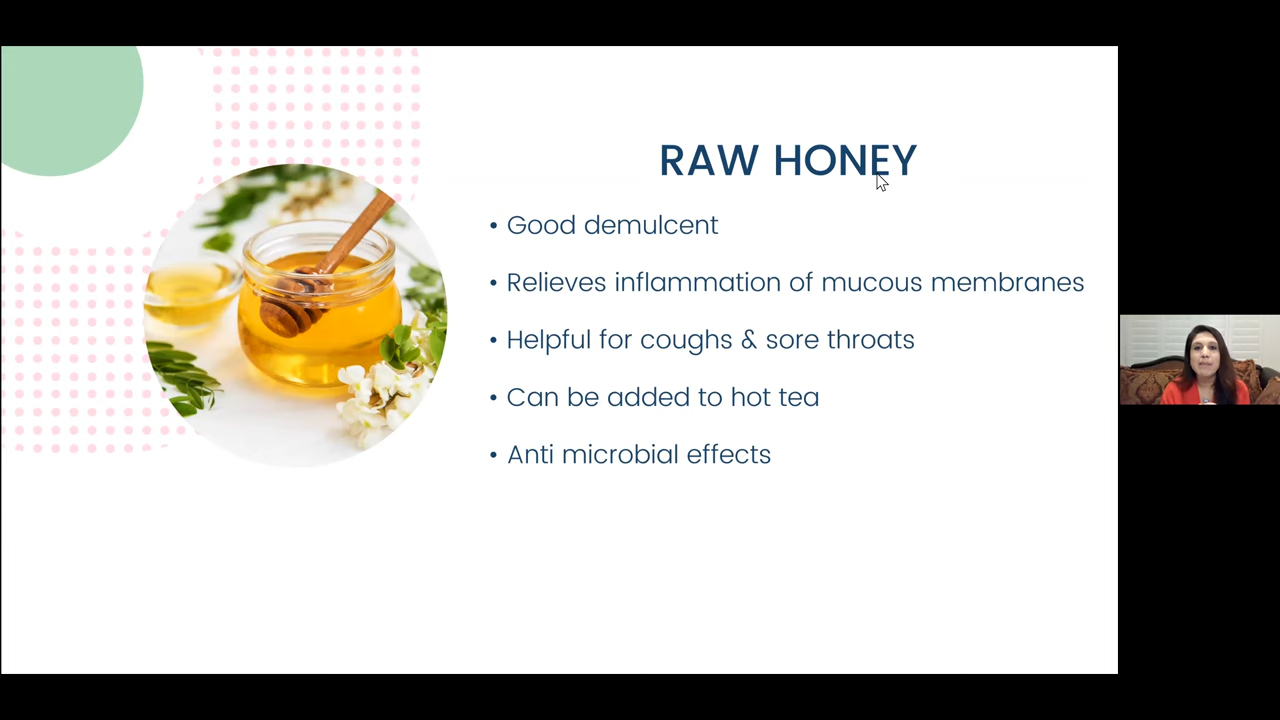 RAW HONEY
• Good demulcent
• Relieves inflammation of mucous membranes
• Helpful for coughs & sore throats
• Can be added to hot tea
• Anti microbial effects